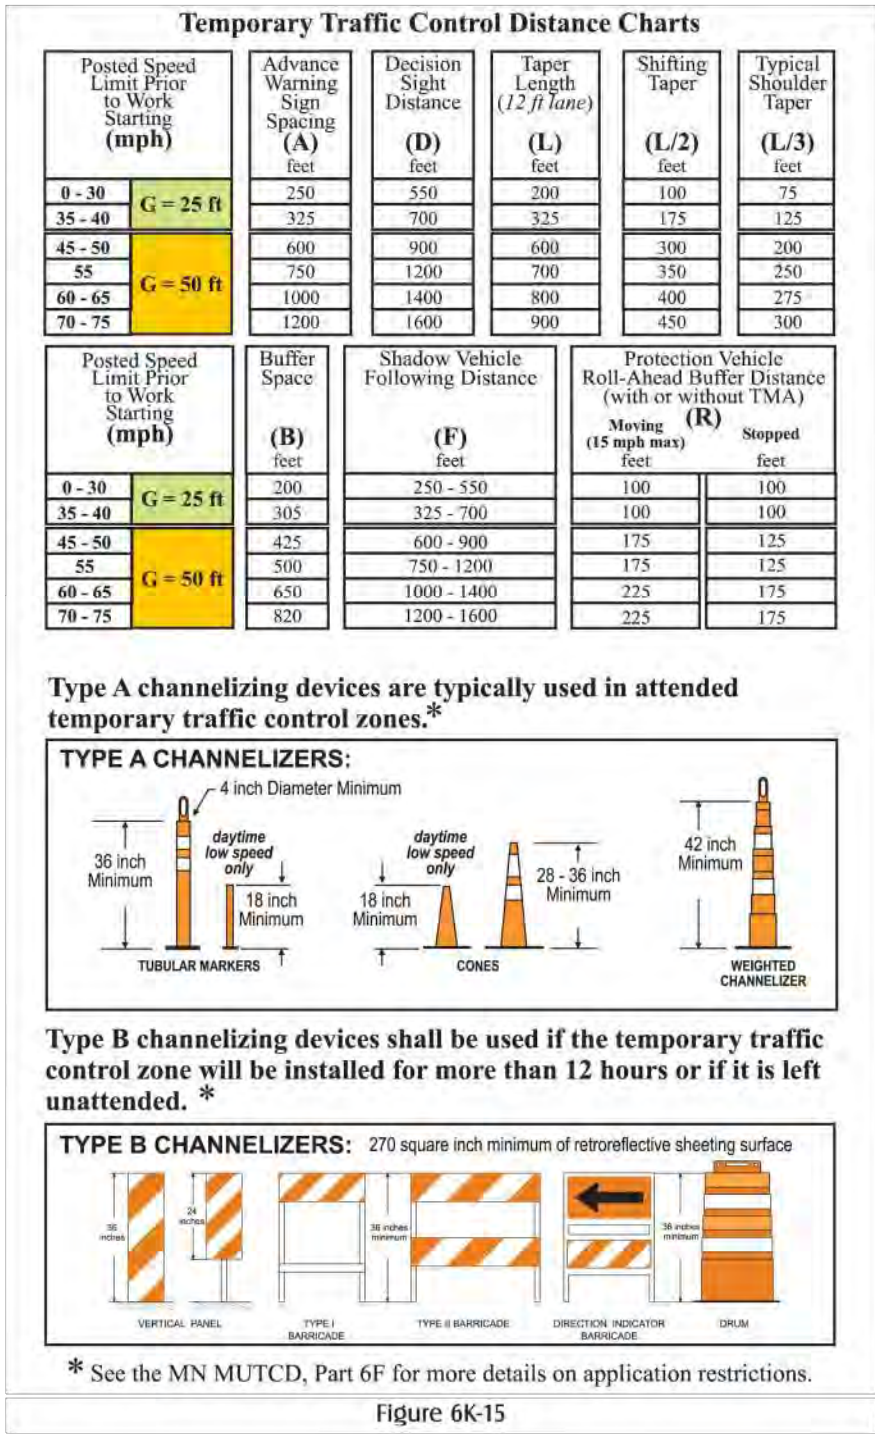 Temporary Traffic Control Distance Charts
Posted Speed
Limit Prior
to Work
Starting
(mph)
Advance
Warning
Sign
Spacing
(A)
feet
Decision
Sight
Distance
(D)
feet
Taper
Length
(12 ft lane)
(L)
feet
Shifting
Taper
(L/2)
feet
Typical
Shoulder
Taper
(L/3)
feet
0 - 30 250 550 200 100 75
G = 25 ft
35 - 40 325 700 325 175 125
45 - 50 600 900 600 300 200
55 750 1200 700 350 250
G = 50 ft
60 - 65 1000 1400 800 400 275
70 - 75 1200 1600 900 450 300
Posted Speed
Limit Prior
to Work
Starting
(mph)
Buffer
Space
(B)
feet
Shadow Vehicle
Following Distance
(F)
feet
Protection Vehicle
Roll-Ahead Buffer Distance
(with or without TMA)
(R)
Moving
(15 mph max)
feet
Stopped
feet
0 - 30 200 250 - 550 100 100
G = 25 ft
35 - 40 305 325 - 700 100 100
45 - 50 425 600 - 900 175 125
55 500 750 - 1200 175 125
G = 50 ft
60 - 65 650 1000 - 1400 225 175
70 - 75 820 1200 - 1600 225 175
Type A channelizing devices are typically used in attended
temporary traffic control zones.*
TYPE A CHANNELIZERS:
4 inch Diameter Minimum
36 inch
Minimum
daytime
low speed
only
18 inch
Minimum
TUBULAR MARKERS
18 inch
Minimum
daytime
low speed
only
28 - 36 inch
Minimum
CONES
42 inch
Minimum
WEIGHTED
CHANNELIZER
Type B channelizing devices shall be used if the temporary traffic
control zone will be installed for more than 12 hours or if it is left
unattended. *
TYPE B CHANNELIZERS: 270 square inch minimum of retroreflective sheeting surface
36
inches
24
inches
36 inches
minimum
36 inches
minimum
VERTICAL PANEL
TYPE I
BARRICADE
TYPE II BARRICADE
DIRECTION INDICATOR
BARRICADE
DRUM
* See the MN MUTCD, Part 6F for more details on application restrictions.
Figure 6K-15